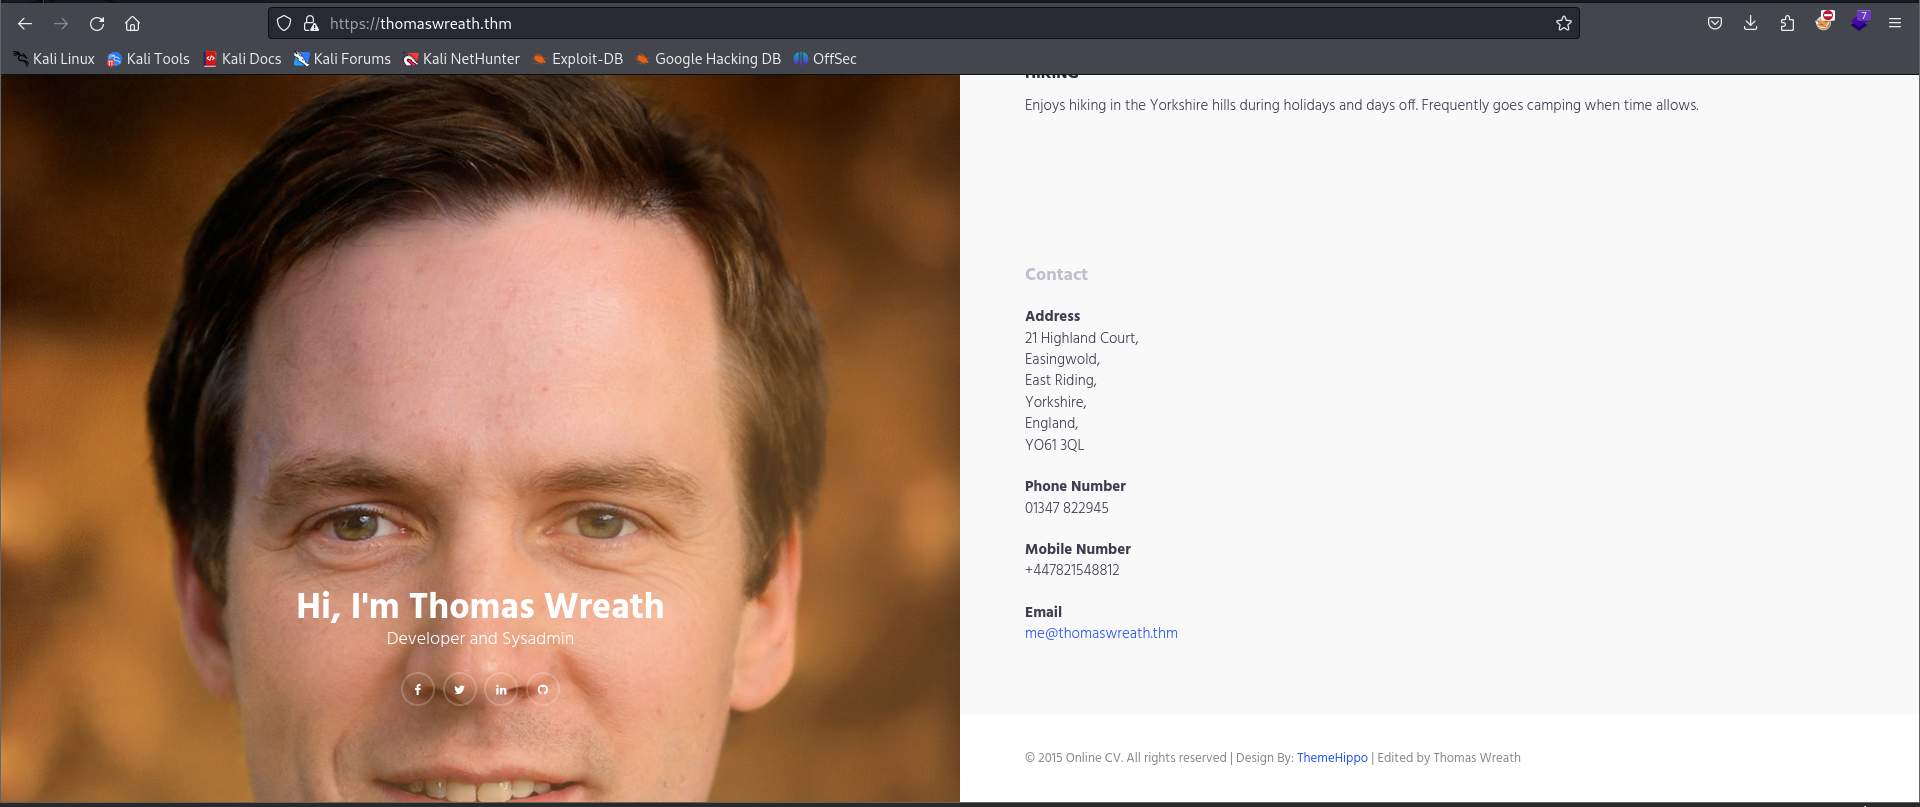 https://thomaswreath.thm
7
Kali Linux Kali Tools Kali Docs Kali Forums Kali NetHunter Exploit-DB Google Hacking DB OffSec
Hi, I'm Thomas Wreath
Developer and Sysadmin
Enjoys hiking in the Yorkshire hills during holidays and days off. Frequently goes camping when time allows.
Contact
Address
21 Highland Court,
Easingwold,
East Riding,
Yorkshire,
England,
YO61 3QL
Phone Number
01347 822945
Mobile Number
+447821548812
Email
me@thomaswreath.thm
© 2015 Online CV. All rights reserved | Design By: ThemeHippo | Edited by Thomas Wreath